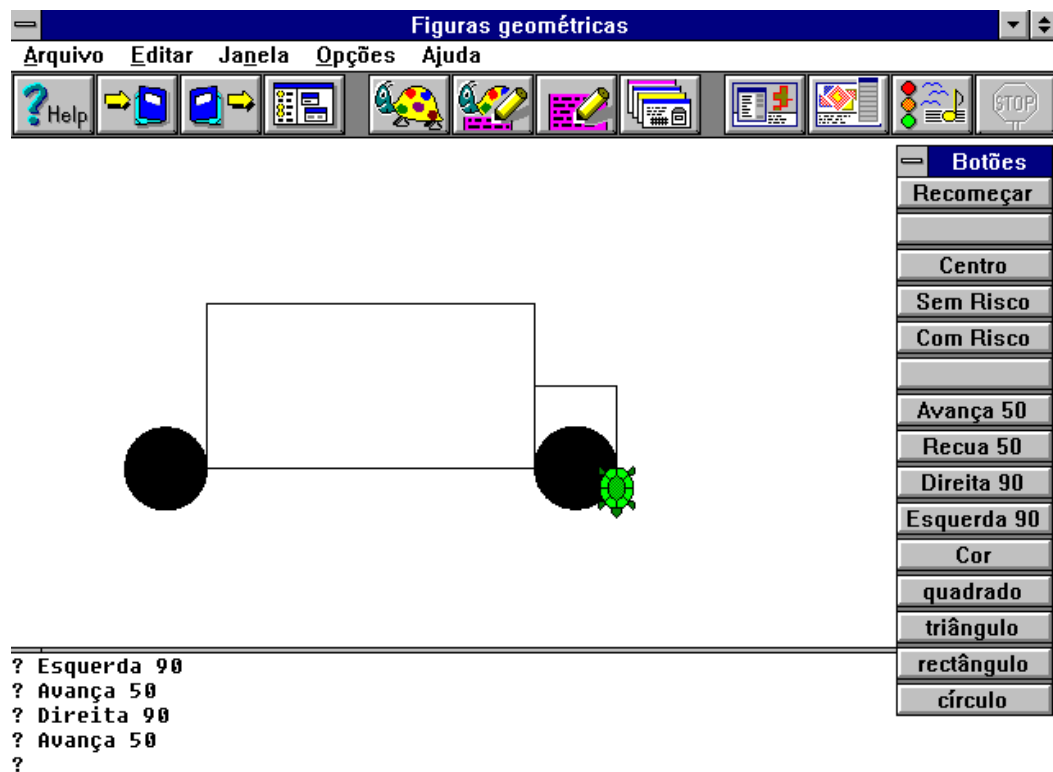 Figuras geométricas
Arquivo Editar Janela Opções Ajuda
Help
STOP
Botões
Recomeçar
Centro
Sem Risco
Com Risco
Avança 50
Recua 50
Direita 90
Esquerda 90
Cor
quadrado
triângulo
rectângulo
círculo
? Esquerda 90
? Avança 50
? Direita 90
? Avança 50
?